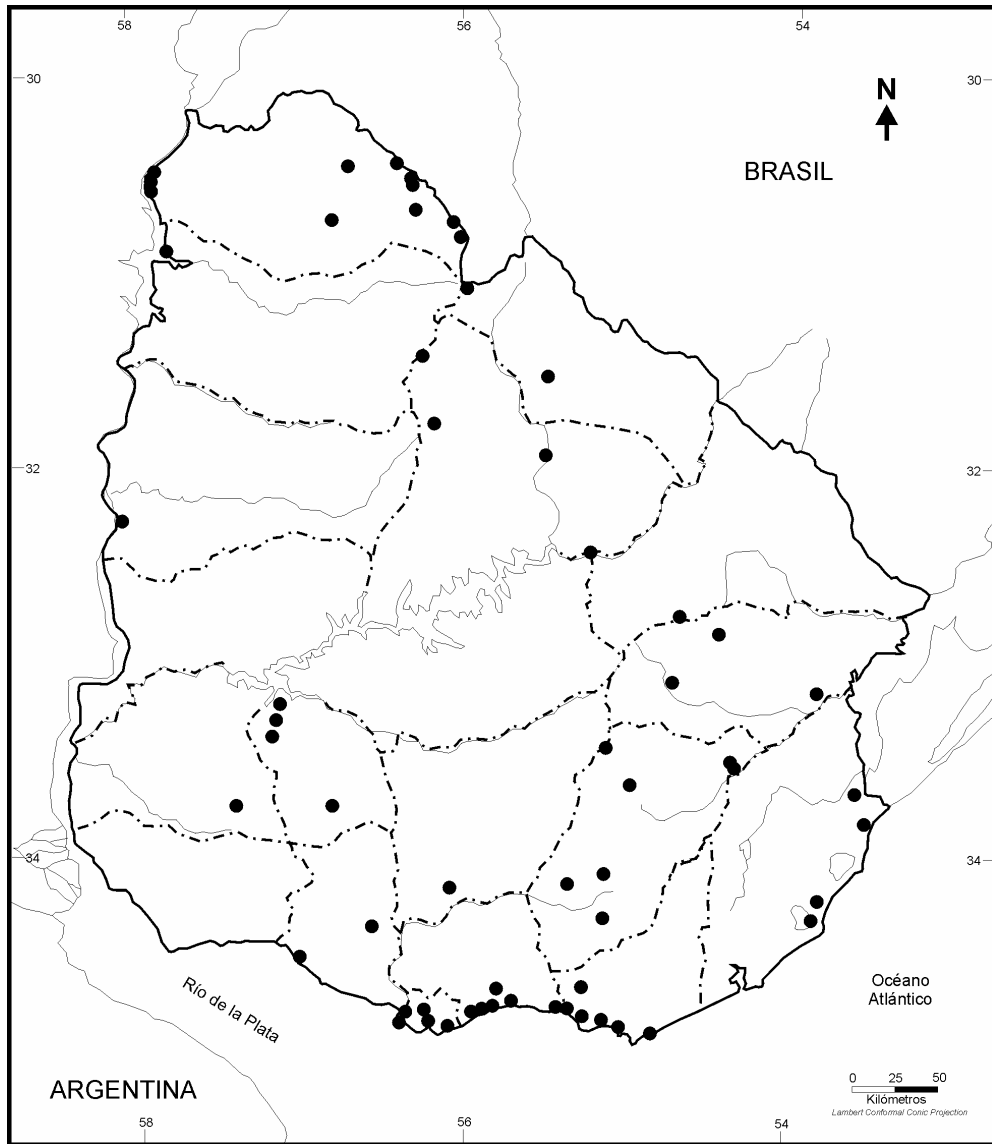 58
56
54
30
30
N
BRASIL
32
32
34
34
Océano
Atlántico
Río de la Plata
ARGENTINA
0 25 50
Kilómetros
Lambert Conformal Conic Projection
58
56
54